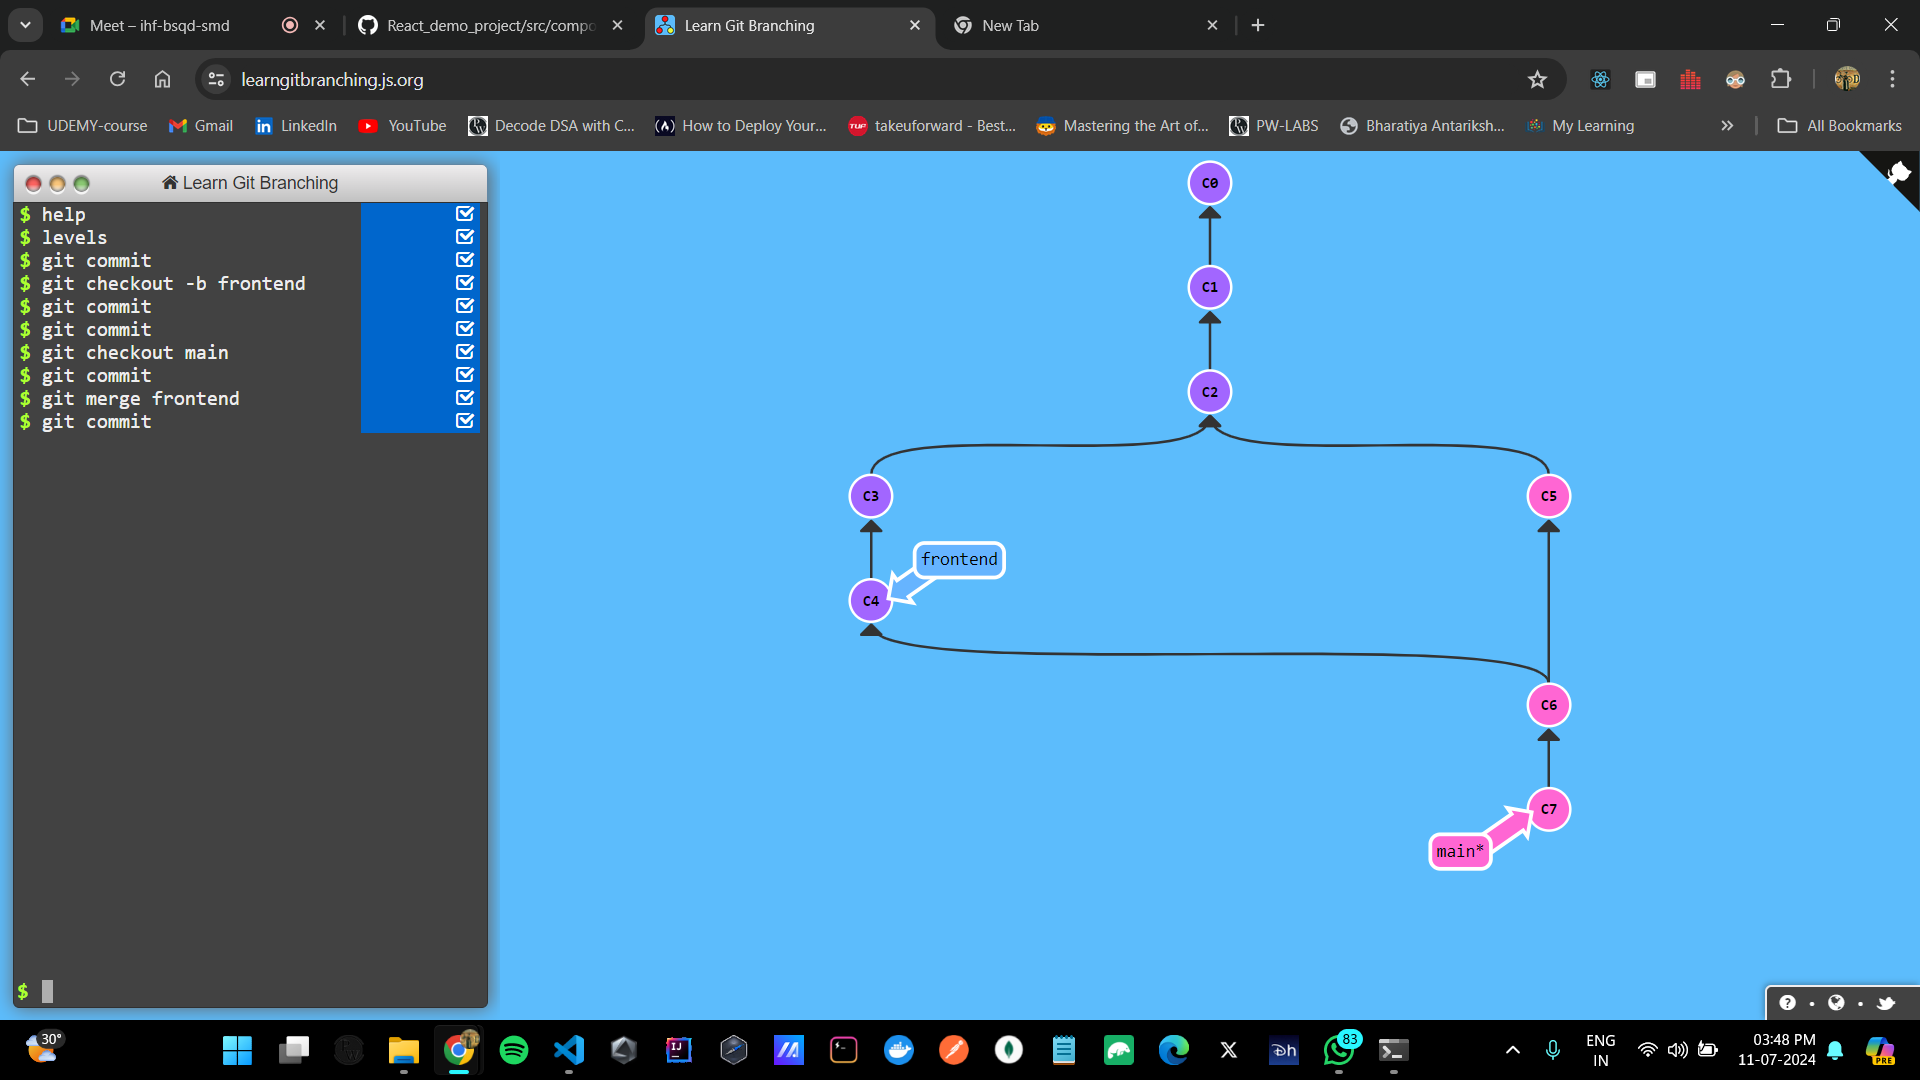 Meet – ihf-bsqd-smd
React_demo_project/src/compo
Learn Git Branching
New Tab
learngitbranching.js.org
UDEMY-course
Gmail
LinkedIn
YouTube
Decode DSA with C...
How to Deploy Your...
takeuforward - Best...
Mastering the Art of...
PW-LABS
Bharatiya Antariksh...
My Learning
All Bookmarks
Learn Git Branching
$ help
$ levels
$ git commit
$ git checkout -b frontend
$ git commit
$ git commit
$ git checkout main
$ git commit
$ git merge frontend
$ git commit
$
C0
C1
C2
C3
C5
frontend
C4
C6
C7
main*
30°
83
ENG
IN
03:48 PM
11-07-2024